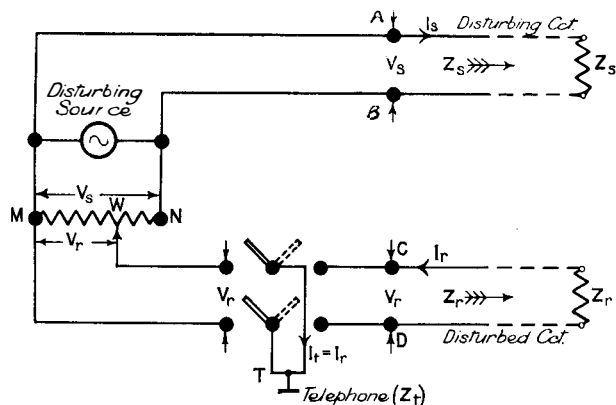 A
Is
Disturbing Cct.
Vs
Zs
Zs
Disturbing
Source
B
Vs
M
W
N
Vr
C
Ir
Vr
Vr
Zr
Zr
D
It=Ir
Disturbed Cct.
T
Telephone (Zt)